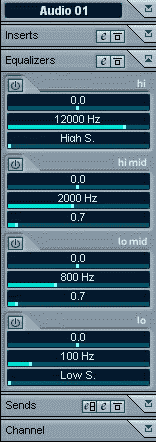 Audio 01
Inserts
Equalizers
hi
0.0
12000 Hz
High S.
hi mid
0.0
2000 Hz
0.7
lo mid
0.0
800 Hz
0.7
lo
0.0
100 Hz
Low S.
Sends
Channel